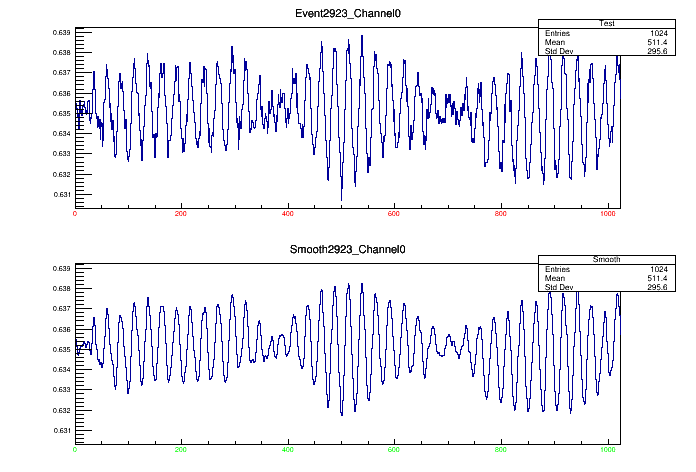 Event2923_Channel0
Test
Entries 1024
Mean 511.4
Std Dev 295.6
0.639
0.638
0.637
0.636
0.635
0.634
0.633
0.632
0.631
0 200 400 600 800 1000
Smooth2923_Channel0
Smooth
Entries 1024
Mean 511.4
Std Dev 295.6
0.639
0.638
0.637
0.636
0.635
0.634
0.633
0.632
0.631
0 200 400 600 800 1000